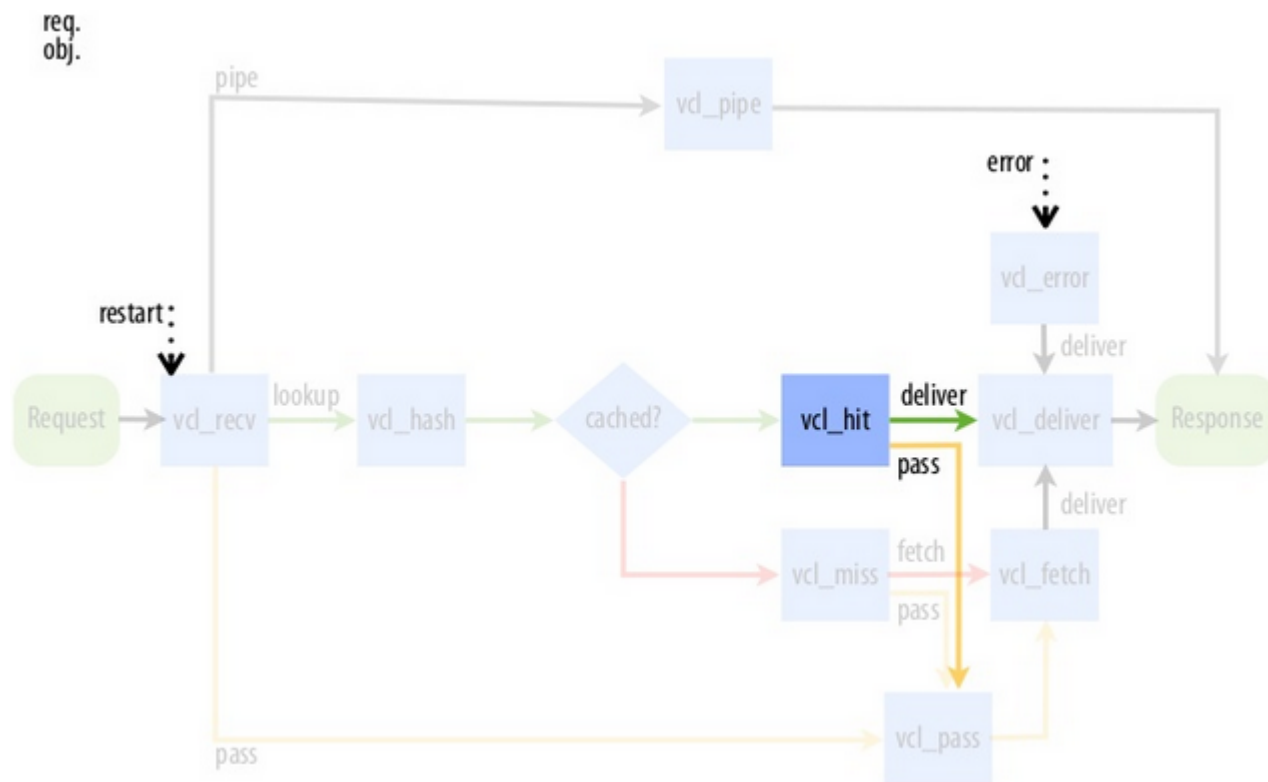 req.
obj.
pipe
vcl_pipe
error
vcl_error
restart
deliver
Request
vcl_recv
lookup
vcl_hash
cached?
vcl_hit
deliver
vcl_deliver
Response
pass
deliver
vcl_miss
fetch
vcl_fetch
pass
vcl_pass
pass